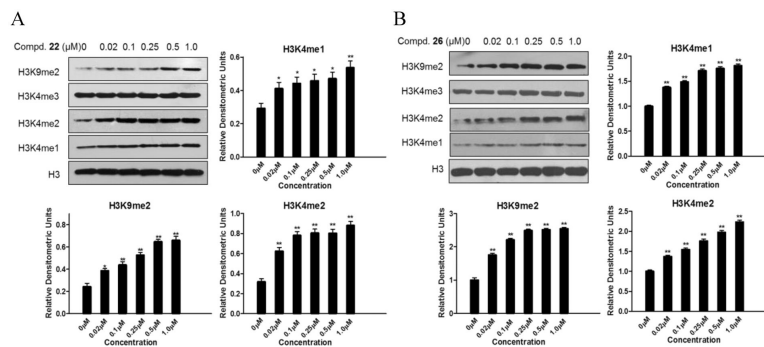 A
Compd. 22 (μM)0 0.02 0.1 0.25 0.5 1.0
H3K9me2
H3K4me3
H3K4me2
H3K4me1
H3
H3K4me1
Relative Densitometric Units
0.6
0.4
0.2
0.0
0μM
0.02μM
0.1μM
0.25μM
0.5μM
1.0μM
* * * * **
Concentration
H3K9me2
Relative Densitometric Units
0.8
0.6
0.4
0.2
0.0
0μM
0.02μM
0.1μM
0.25μM
0.5μM
1.0μM
* ** ** ** **
Concentration
H3K4me2
Relative Densitometric Units
1.0
0.8
0.6
0.4
0.2
0.0
0μM
0.02μM
0.1μM
0.25μM
0.5μM
1.0μM
** ** ** ** **
Concentration
B
Compd. 26 (μM)0 0.02 0.1 0.25 0.5 1.0
H3K9me2
H3K4me3
H3K4me2
H3K4me1
H3
H3K4me1
Relative Densitometric Units
2.0
1.5
1.0
0.5
0.0
0μM
0.02μM
0.1μM
0.25μM
0.5μM
1.0μM
** ** ** ** **
Concentration
H3K9me2
Relative Densitometric Units
3
2
1
0
0μM
0.02μM
0.1μM
0.25μM
0.5μM
1.0μM
** ** ** ** **
Concentration
H3K4me2
Relative Densitometric Units
2.5
2.0
1.5
1.0
0.5
0.0
0μM
0.02μM
0.1μM
0.25μM
0.5μM
1.0μM
** ** ** ** **
Concentration